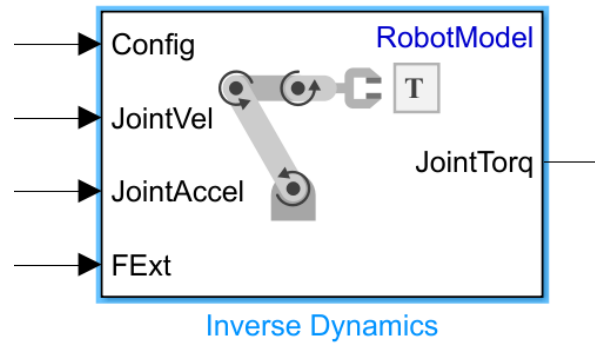 Config
RobotModel
T
JointVel
JointTorq
JointAccel
FExt
Inverse Dynamics